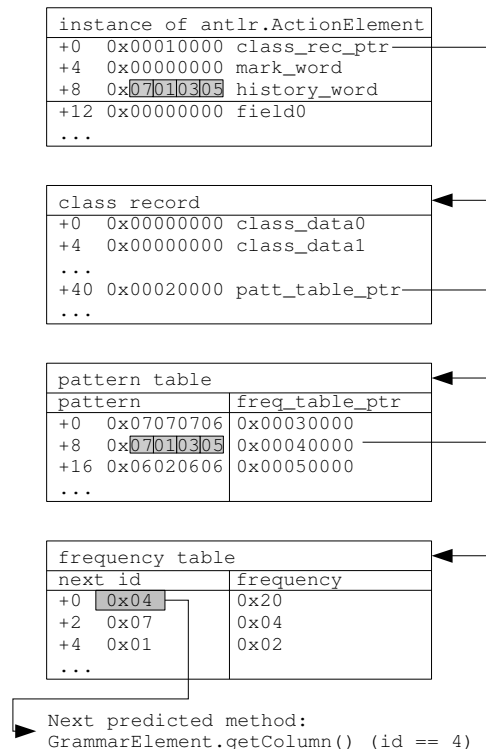 instance of antlr.ActionElement
+0 0x00010000 class_rec_ptr
+4 0x00000000 mark_word
+8 0x07010305 history_word
+12 0x00000000 field0
...
class record
+0 0x00000000 class_data0
+4 0x00000000 class_data1
...
+40 0x00020000 patt_table_ptr
...
pattern table
pattern freq_table_ptr
+0 0x07070706 0x00030000
+8 0x07010305 0x00040000
+16 0x06020606 0x00050000
...
frequency table
next id frequency
+0 0x04 0x20
+2 0x07 0x04
+4 0x01 0x02
...
Next predicted method:
GrammarElement.getColumn() (id == 4)